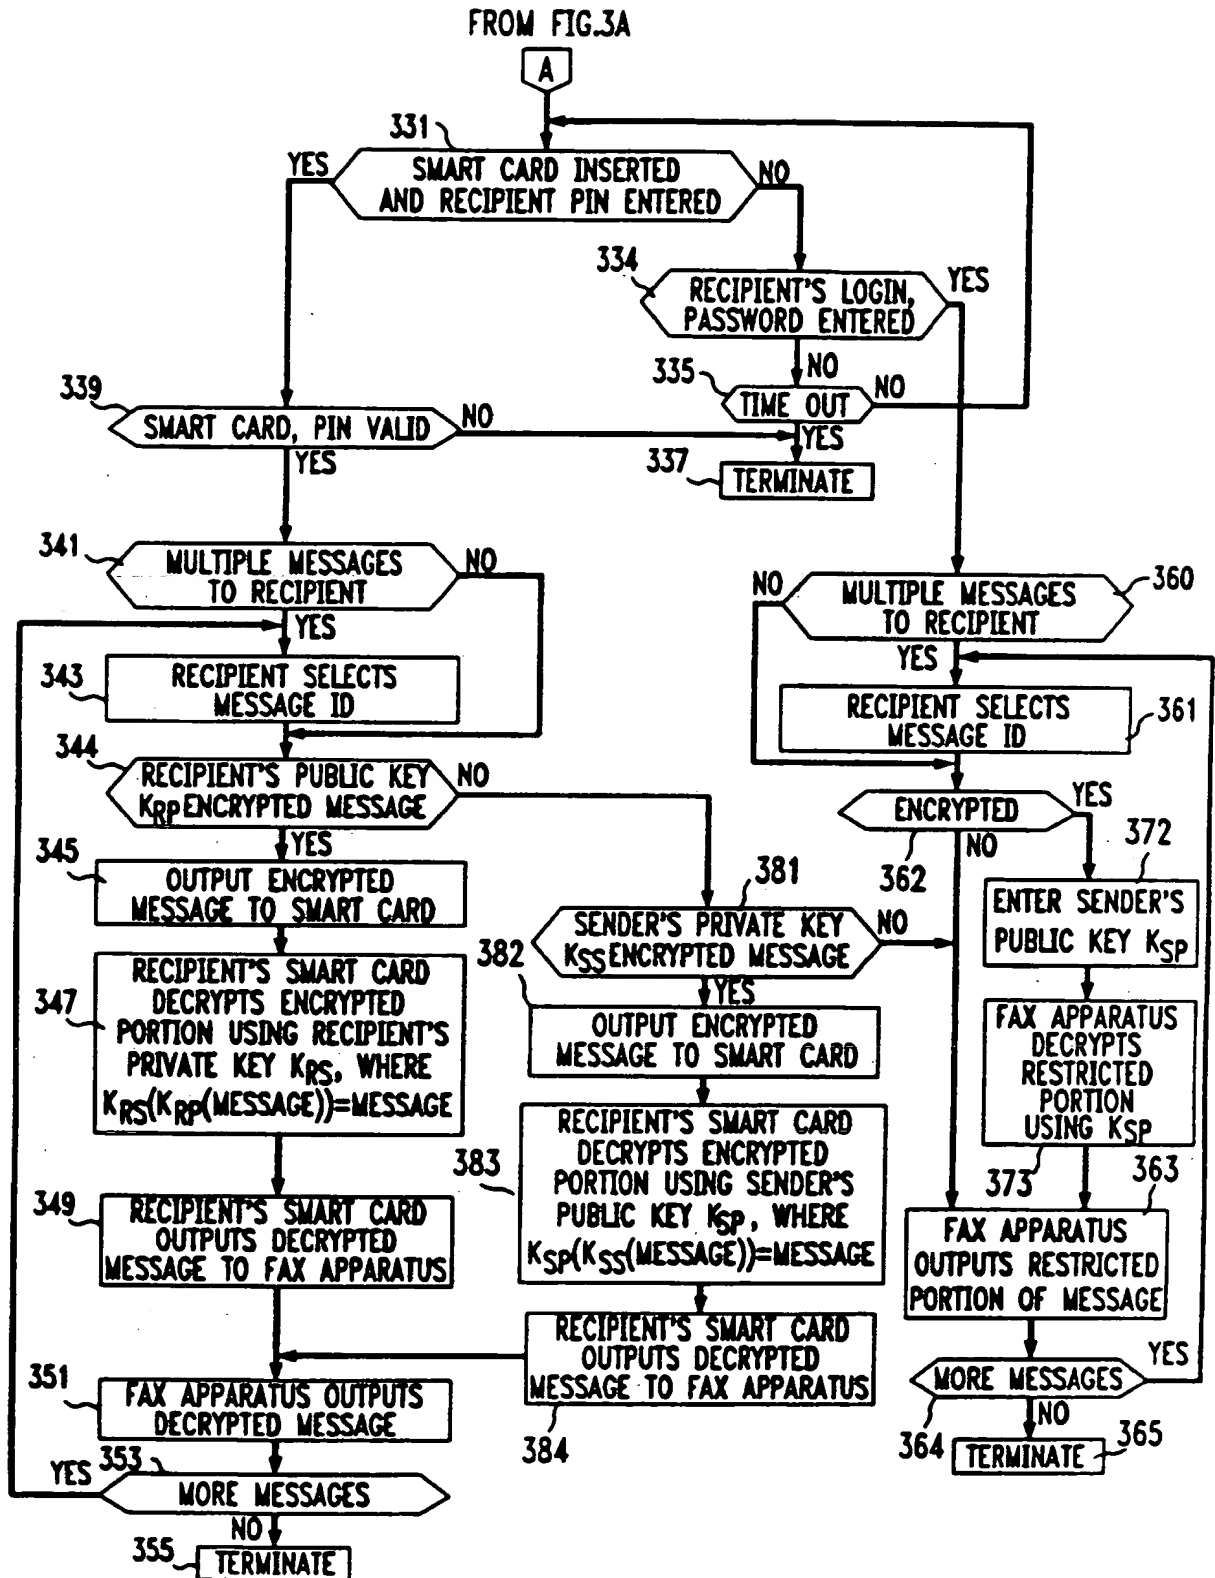 FROM FIG.3A
A
331
YES
SMART CARD INSERTED
AND RECIPIENT PIN ENTERED
NO
334
RECIPIENT'S LOGIN,
PASSWORD ENTERED
YES
NO
335
TIME OUT
NO
YES
337
TERMINATE
339
SMART CARD, PIN VALID
NO
YES
341
MULTIPLE MESSAGES
TO RECIPIENT
NO
YES
343
RECIPIENT SELECTS
MESSAGE ID
344
RECIPIENT'S PUBLIC KEY
KRP ENCRYPTED MESSAGE
NO
YES
345
OUTPUT ENCRYPTED
MESSAGE TO SMART CARD
347
RECIPIENT'S SMART CARD
DECRYPTS ENCRYPTED
PORTION USING RECIPIENT'S
PRIVATE KEY KRS, WHERE
KRS(KRP(MESSAGE))=MESSAGE
349
RECIPIENT'S SMART CARD
OUTPUTS DECRYPTED
MESSAGE TO FAX APPARATUS
351
FAX APPARATUS OUTPUTS
DECRYPTED MESSAGE
353
YES
MORE MESSAGES
NO
355
TERMINATE
381
SENDER'S PRIVATE KEY
KSS ENCRYPTED MESSAGE
NO
YES
382
OUTPUT ENCRYPTED
MESSAGE TO SMART CARD
383
RECIPIENT'S SMART CARD
DECRYPTS ENCRYPTED
PORTION USING SENDER'S
PUBLIC KEY KSP, WHERE
KSP(KSS(MESSAGE))=MESSAGE
RECIPIENT'S SMART CARD
OUTPUTS DECRYPTED
MESSAGE TO FAX APPARATUS
384
NO
MULTIPLE MESSAGES
TO RECIPIENT
360
YES
RECIPIENT SELECTS
MESSAGE ID
361
ENCRYPTED
YES
362
NO
372
ENTER SENDER'S
PUBLIC KEY KSP
FAX APPARATUS
DECRYPTS
RESTRICTED
PORTION
USING KSP
373
363
FAX APPARATUS
OUTPUTS RESTRICTED
PORTION OF MESSAGE
MORE MESSAGES
YES
364
NO
TERMINATE
365